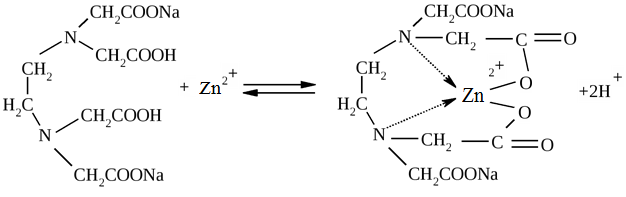 CH₂COONa CH₂COONa
N CH₂COOH N CH₂ C O
CH₂ CH₂ 2+ O
H₂C + Zn²⁺ Zn +2H⁺
CH₂COOH H₂C O
N N CH₂ C O
CH₂COONa CH₂COONa